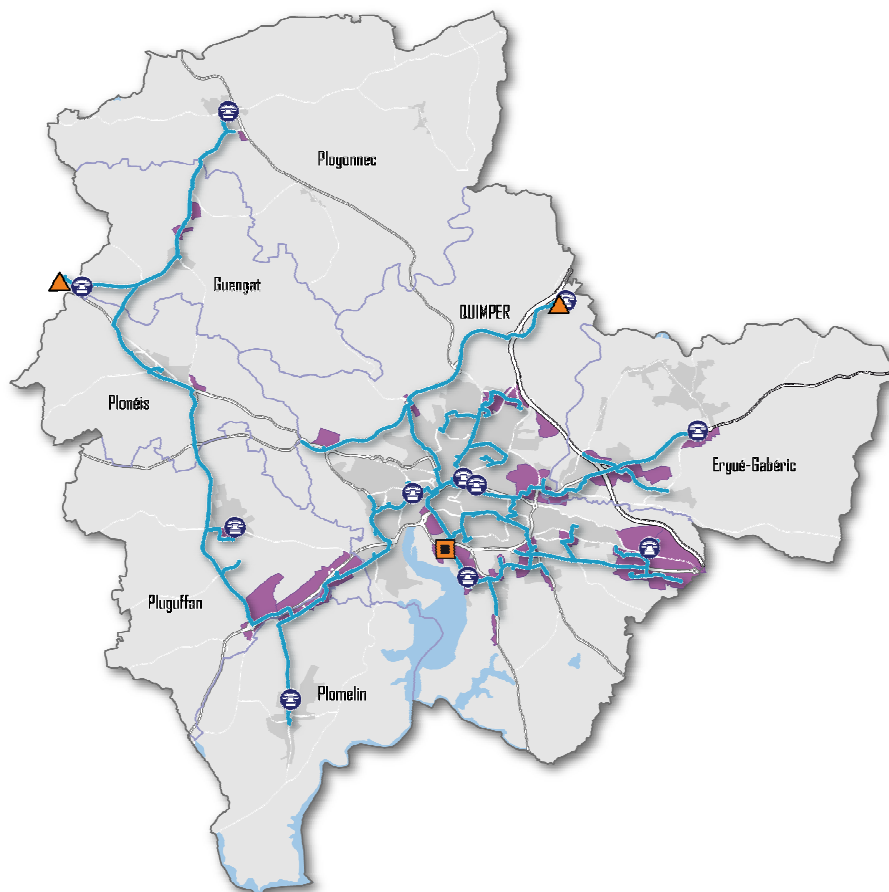 Plogonnec
Guengat
QUIMPER
Plonéis
Ergué-Gabéric
Pluguffan
Plomelin